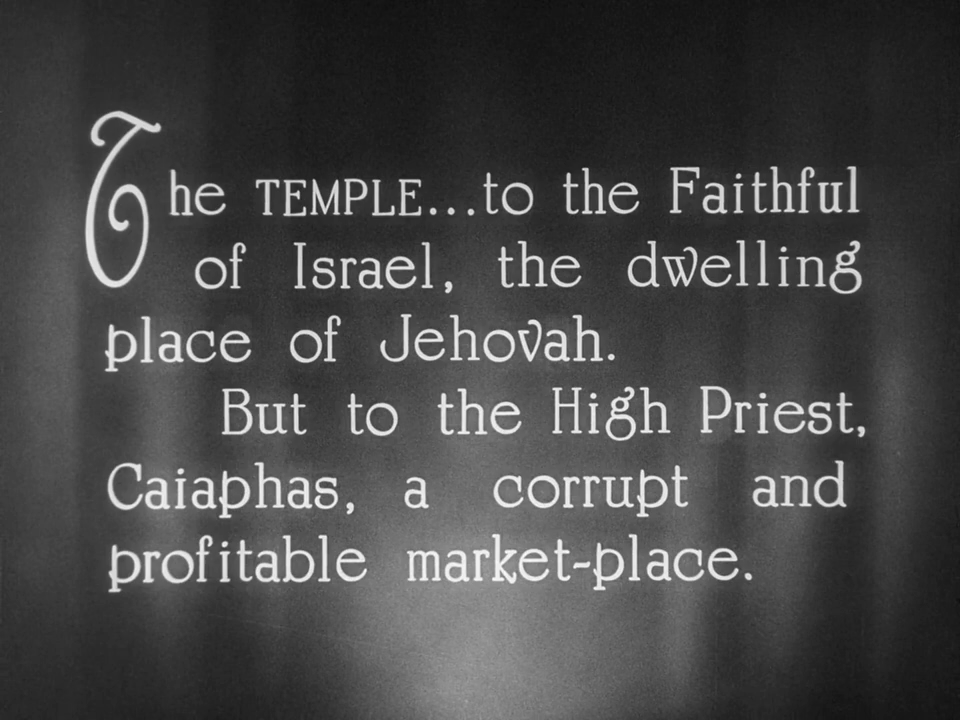 The TEMPLE...to the Faithful
of Israel, the dwelling
place of Jehovah.
But to the High Priest,
Caiaphas, a corrupt and
profitable market-place.